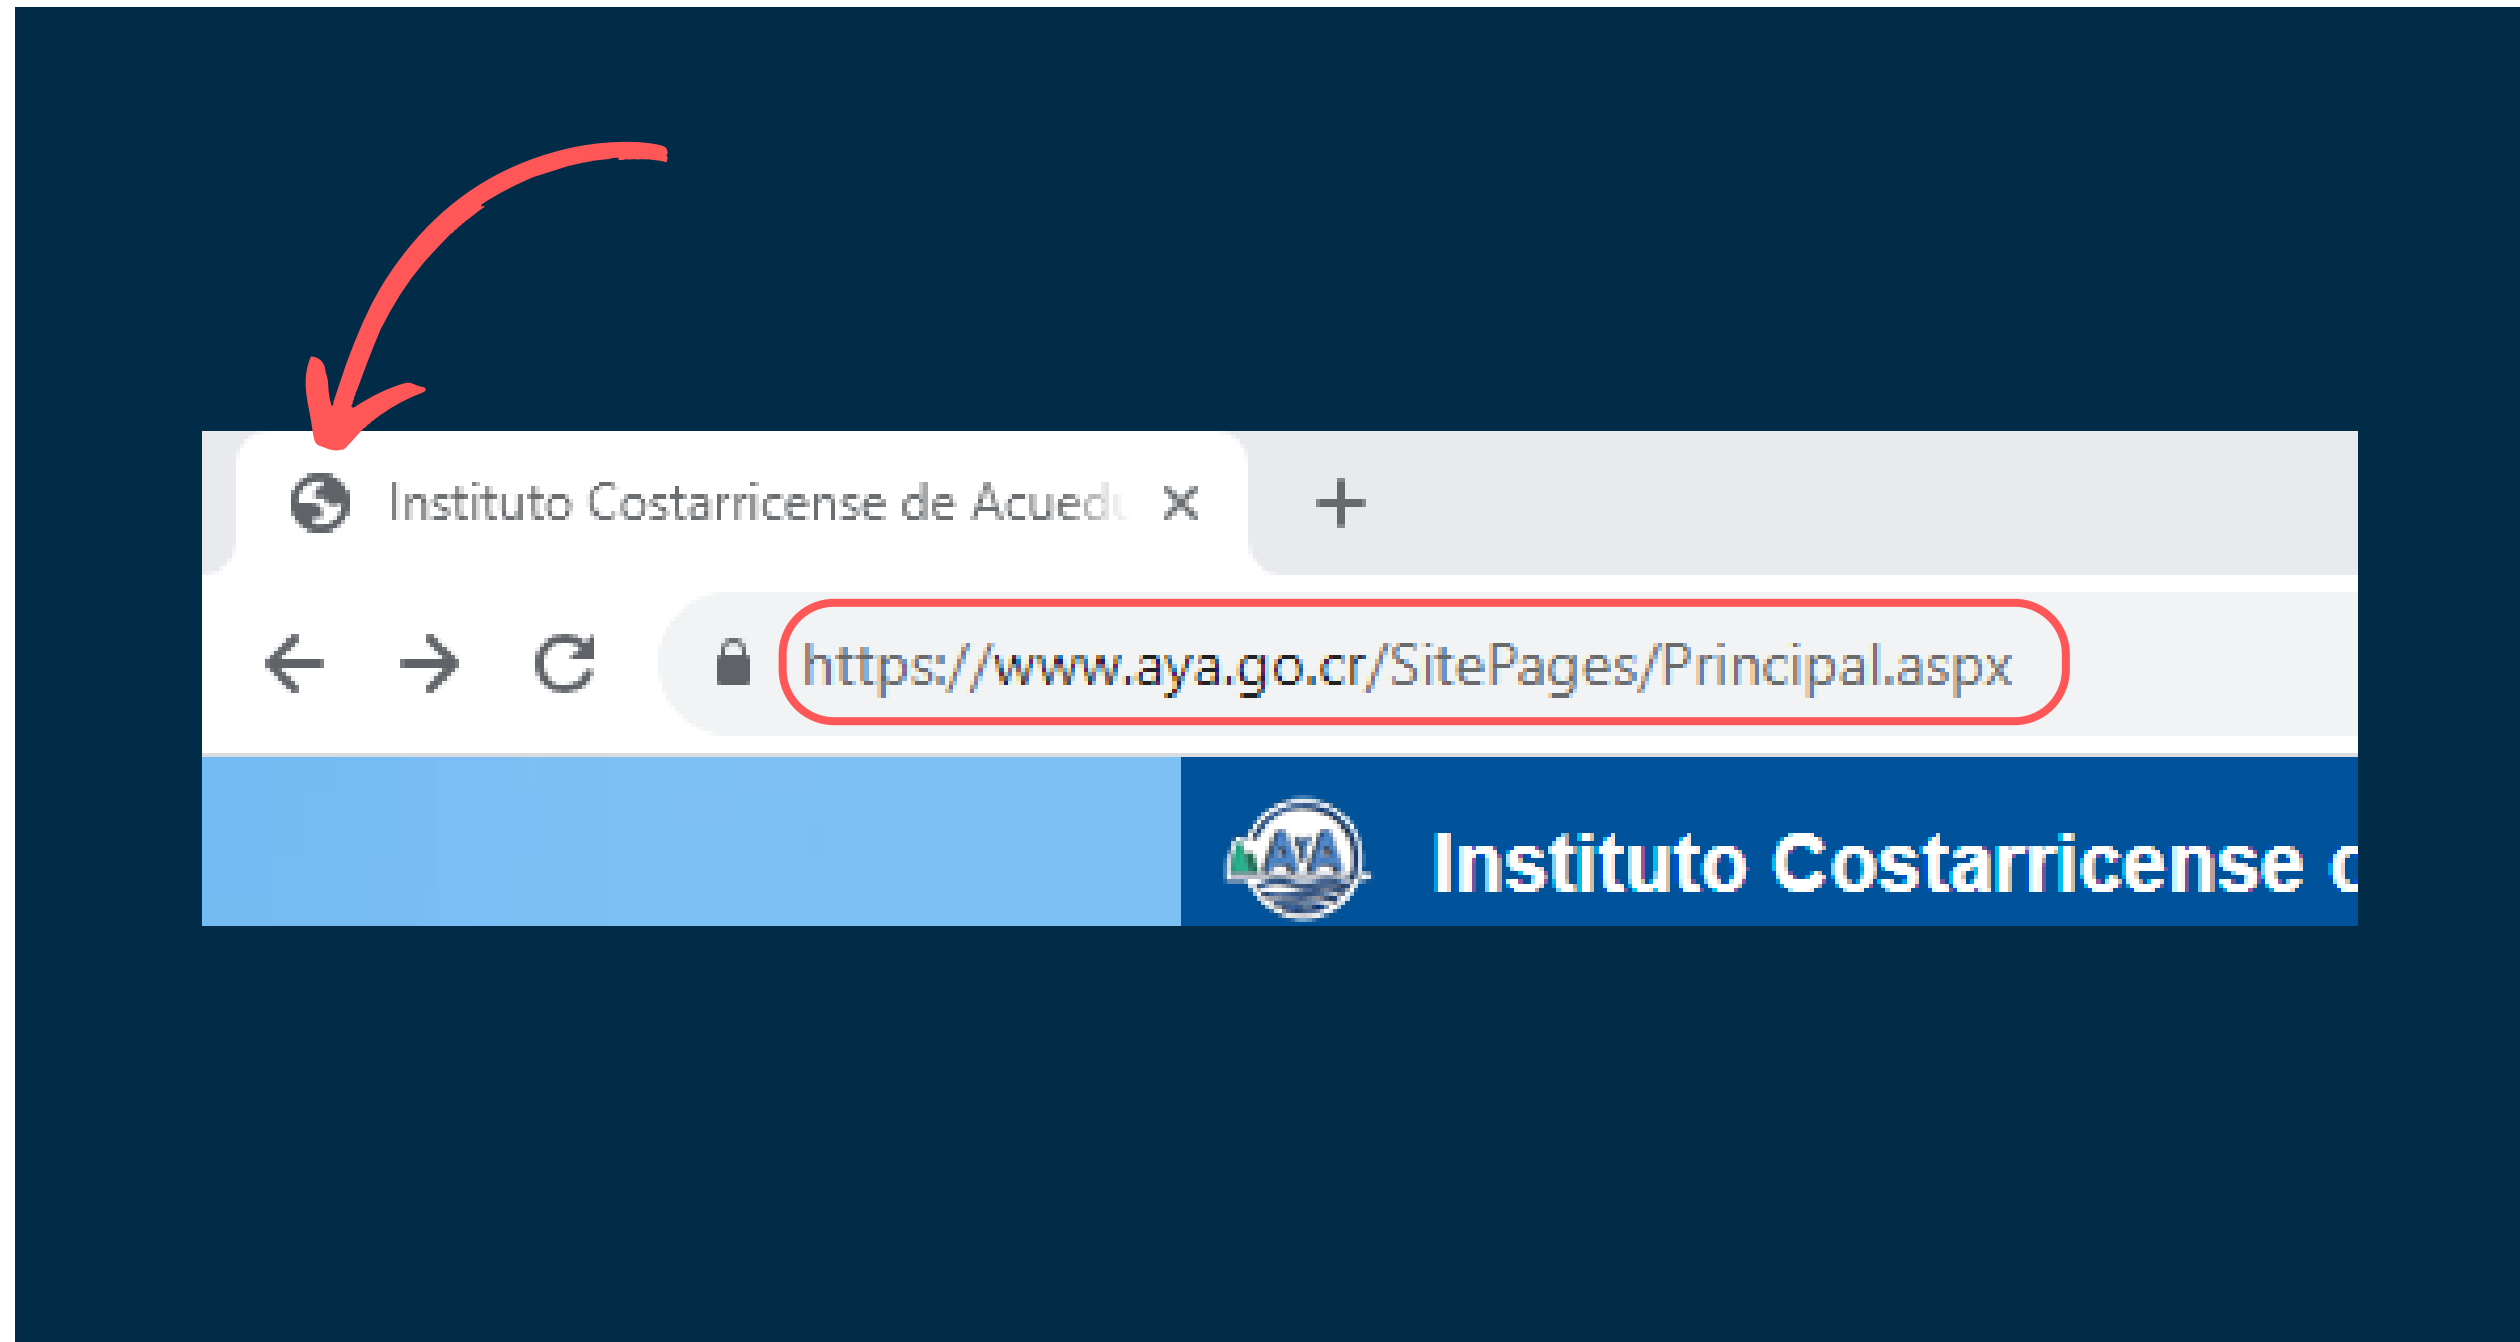 Instituto Costarricense de Acued
https://www.aya.go.cr/SitePages/Principal.aspx
AYA
Instituto Costarricense